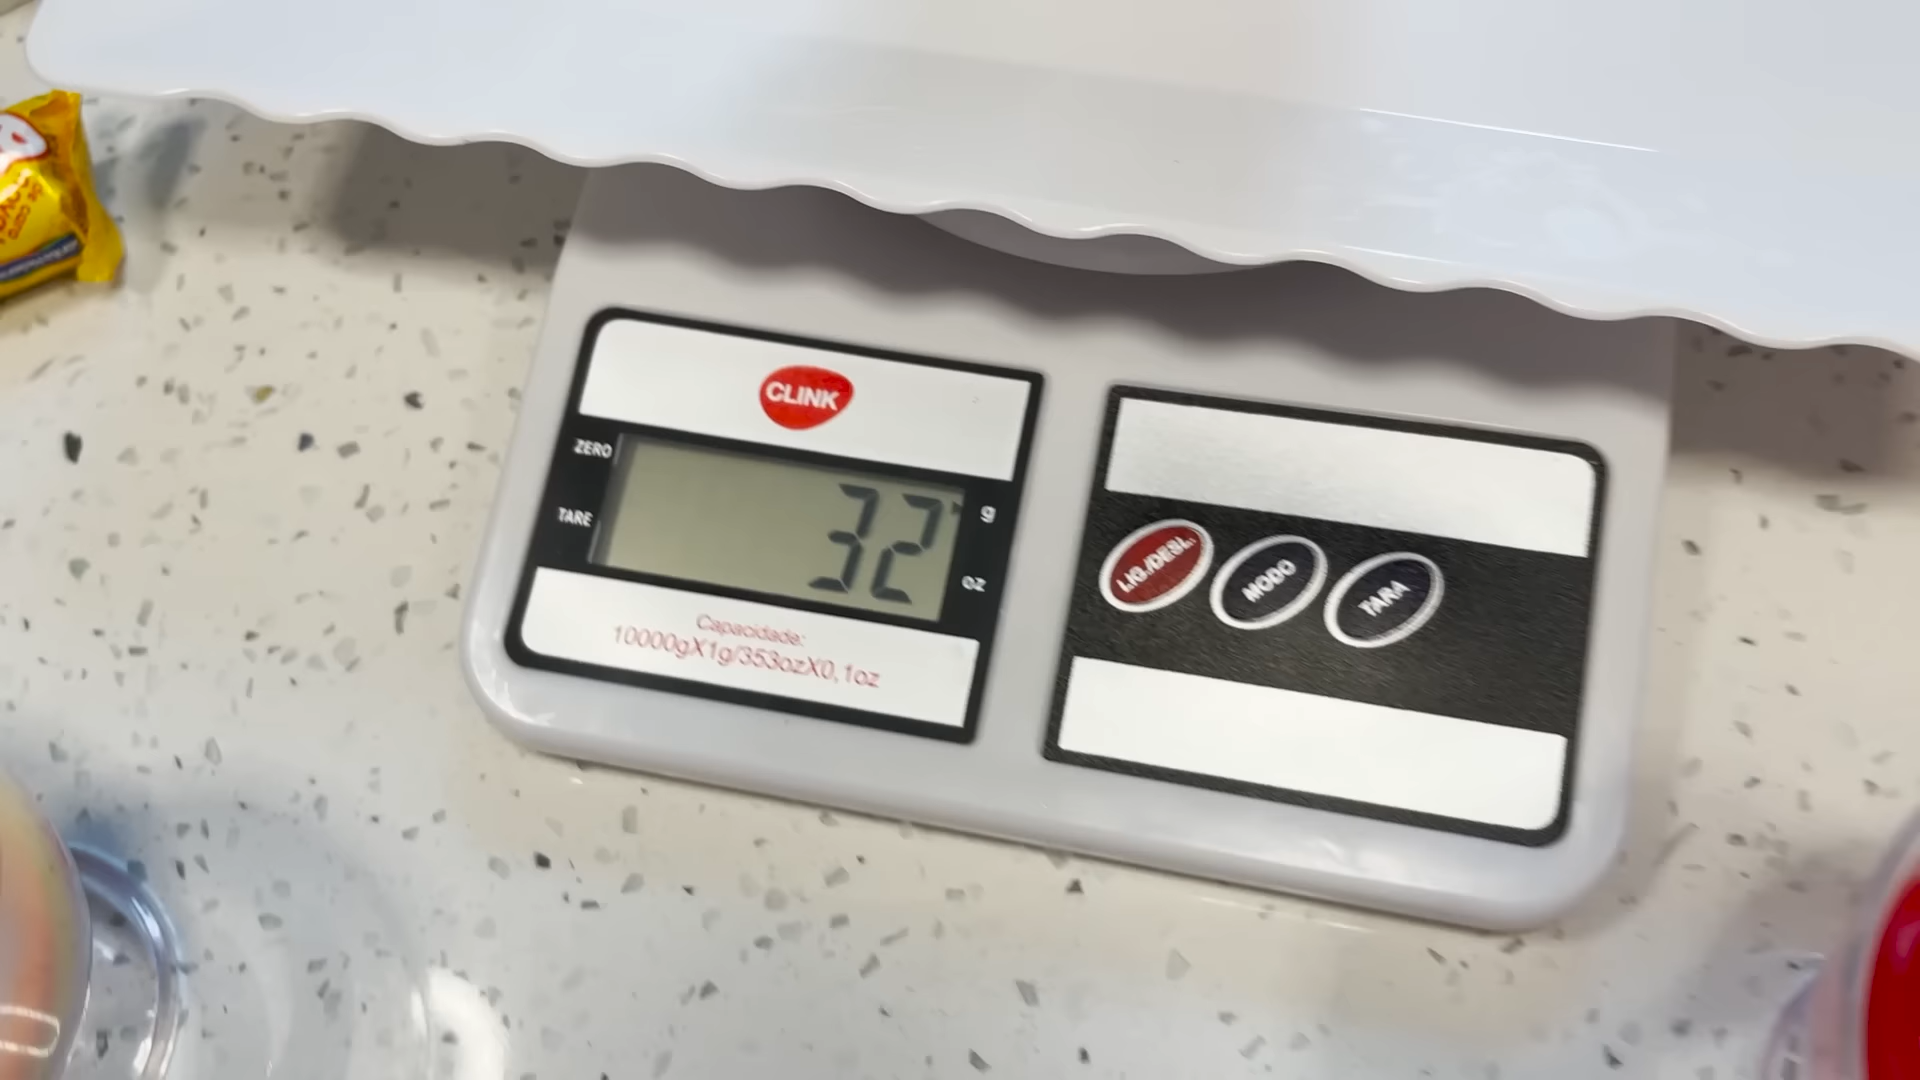 CLINK
ZERO
TARE
32
g
oz
Capacidade:
10000gX1g/353ozX0,1oz
LIG./DESL.
MODO
TARA